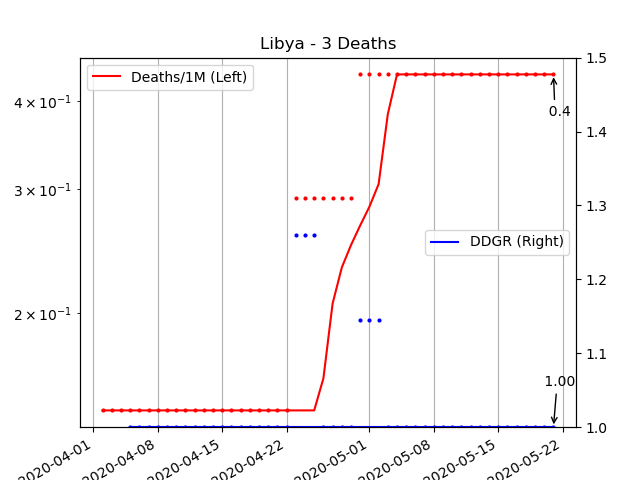 Libya - 3 Deaths
Deaths/1M (Left)
DDGR (Right)
4 × 10⁻¹
3 × 10⁻¹
2 × 10⁻¹
1.5
1.4
1.3
1.2
1.1
1.0
0.4
1.00
2020-04-01
2020-04-08
2020-04-15
2020-04-22
2020-05-01
2020-05-08
2020-05-15
2020-05-22